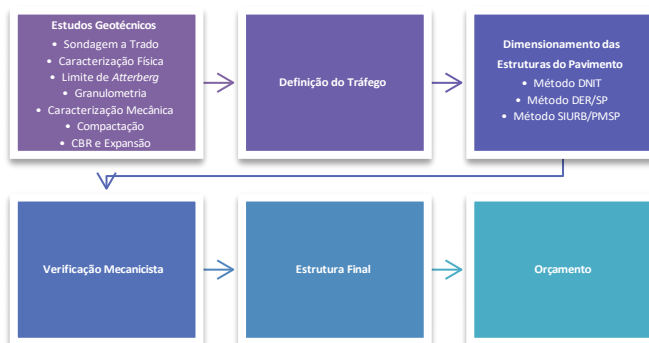 Estudos Geotécnicos
• Sondagem a Trado
• Caracterização Física
• Limite de Atterberg
• Granulometria
• Caracterização Mecânica
• Compactação
• CBR e Expansão
Definição do Tráfego
Dimensionamento das
Estruturas do Pavimento
• Método DNIT
• Método DER/SP
• Método SIURB/PMSP
Verificação Mecanicista
Estrutura Final
Orçamento